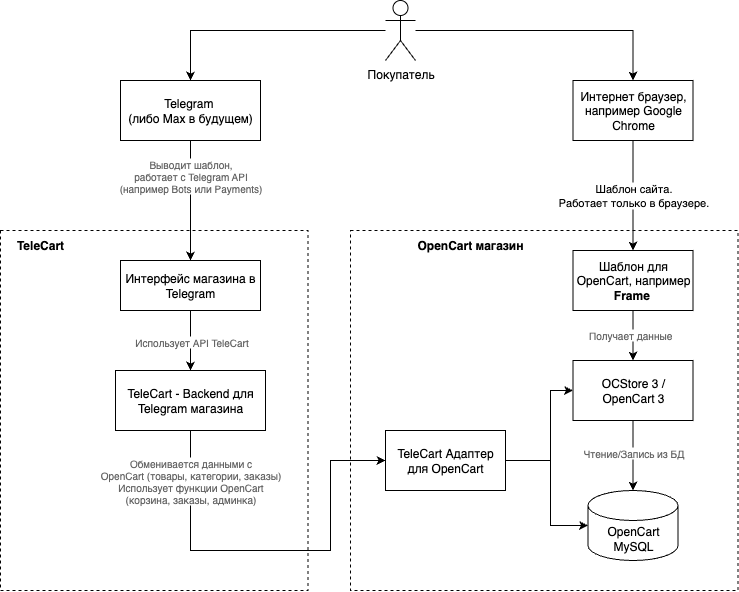 Покупатель
Telegram
(либо Max в будущем)
Интернет браузер,
например Google
Chrome
Выводит шаблон,
работает с Telegram API
(например Bots или Payments)
Шаблон сайта.
Работает только в браузере.
TeleCart
OpenCart магазин
Интерфейс магазина в
Telegram
Шаблон для
OpenCart, например
Frame
Использует API TeleCart
Получает данные
TeleCart - Backend для
Telegram магазина
OCStore 3 /
OpenCart 3
Обменивается данными с
OpenCart (товары, категории, заказы)
Использует функции OpenCart
(корзина, заказы, админка)
TeleCart Адаптер
для OpenCart
Чтение/Запись из БД
OpenCart
MySQL